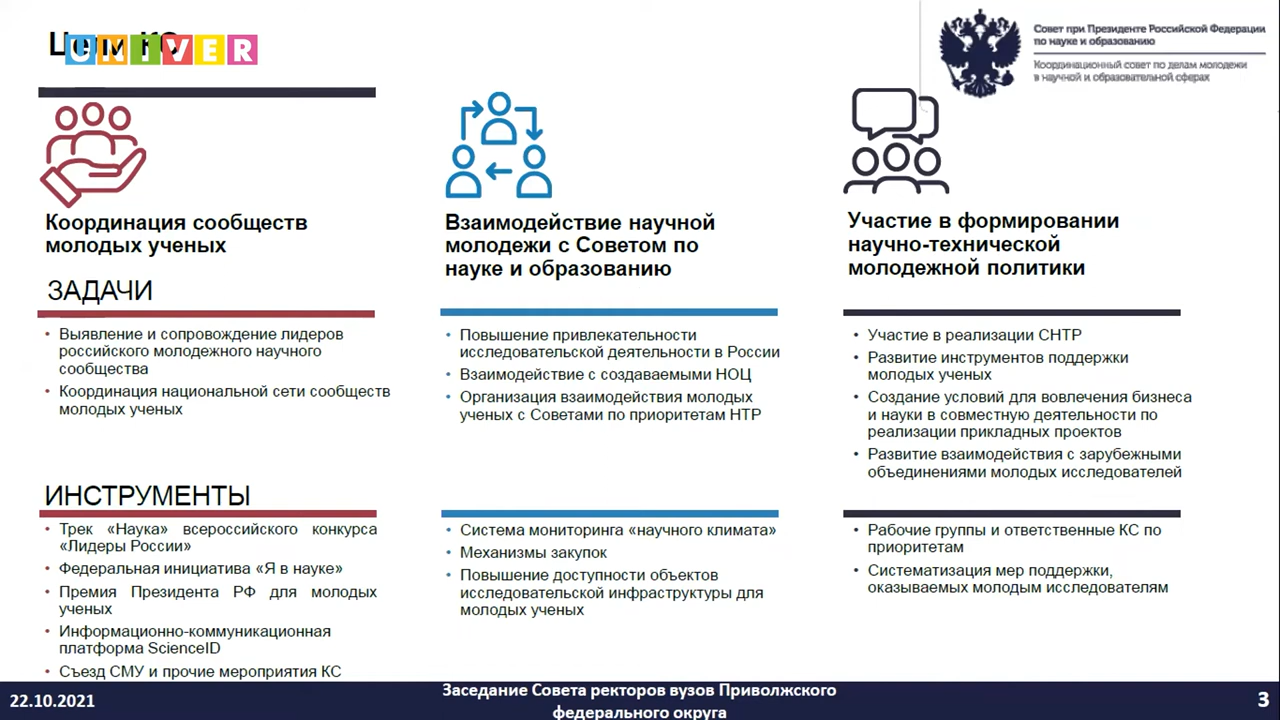 Цели КС
UNIVER
Совет при Президенте Российской Федерации
по науке и образованию
Координационный совет по делам молодежи
в научной и образовательной сферах
Координация сообществ
молодых ученых
ЗАДАЧИ
• Выявление и сопровождение лидеров
российского молодежного научного
сообщества
• Координация национальной сети сообществ
молодых ученых
ИНСТРУМЕНТЫ
• Трек «Наука» всероссийского конкурса
«Лидеры России»
• Федеральная инициатива «Я в науке»
• Премия Президента РФ для молодых
ученых
• Информационно-коммуникационная
платформа ScienceID
• Съезд СМУ и прочие мероприятия КС
Взаимодействие научной
молодежи с Советом по
науке и образованию
• Повышение привлекательности
исследовательской деятельности в России
• Взаимодействие с создаваемыми НОЦ
• Организация взаимодействия молодых
ученых с Советами по приоритетам НТР
• Система мониторинга «научного климата»
• Механизмы закупок
• Повышение доступности объектов
исследовательской инфраструктуры для
молодых ученых
Участие в формировании
научно-технической
молодежной политики
• Участие в реализации СНТР
• Развитие инструментов поддержки
молодых ученых
• Создание условий для вовлечения бизнеса
и науки в совместную деятельности по
реализации прикладных проектов
• Развитие взаимодействия с зарубежными
объединениями молодых исследователей
• Рабочие группы и ответственные КС по
приоритетам
• Систематизация мер поддержки,
оказываемых молодым исследователям
22.10.2021
Заседание Совета ректоров вузов Приволжского
федерального округа
3